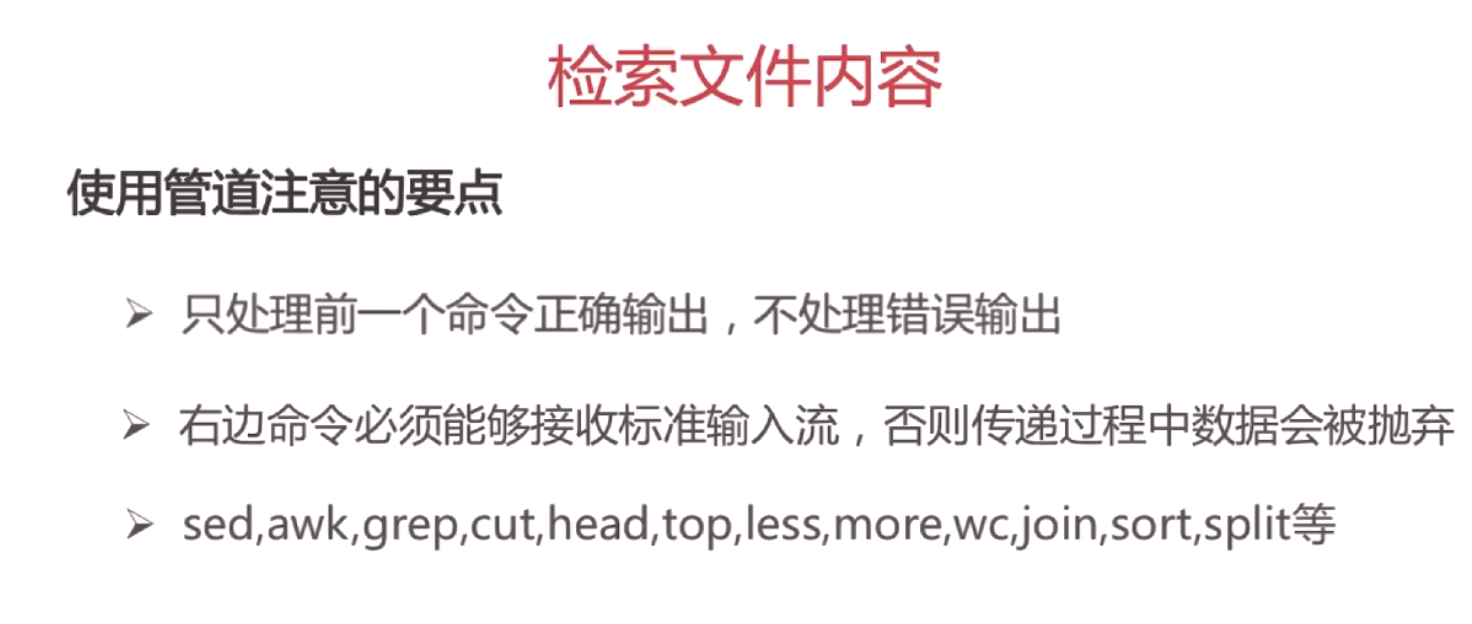 检索文件内容
使用管道注意的要点
➢ 只处理前一个命令正确输出，不处理错误输出
➢ 右边命令必须能够接收标准输入流，否则传递过程中数据会被抛弃
➢ sed,awk,grep,cut,head,top,less,more,wc,join,sort,split等